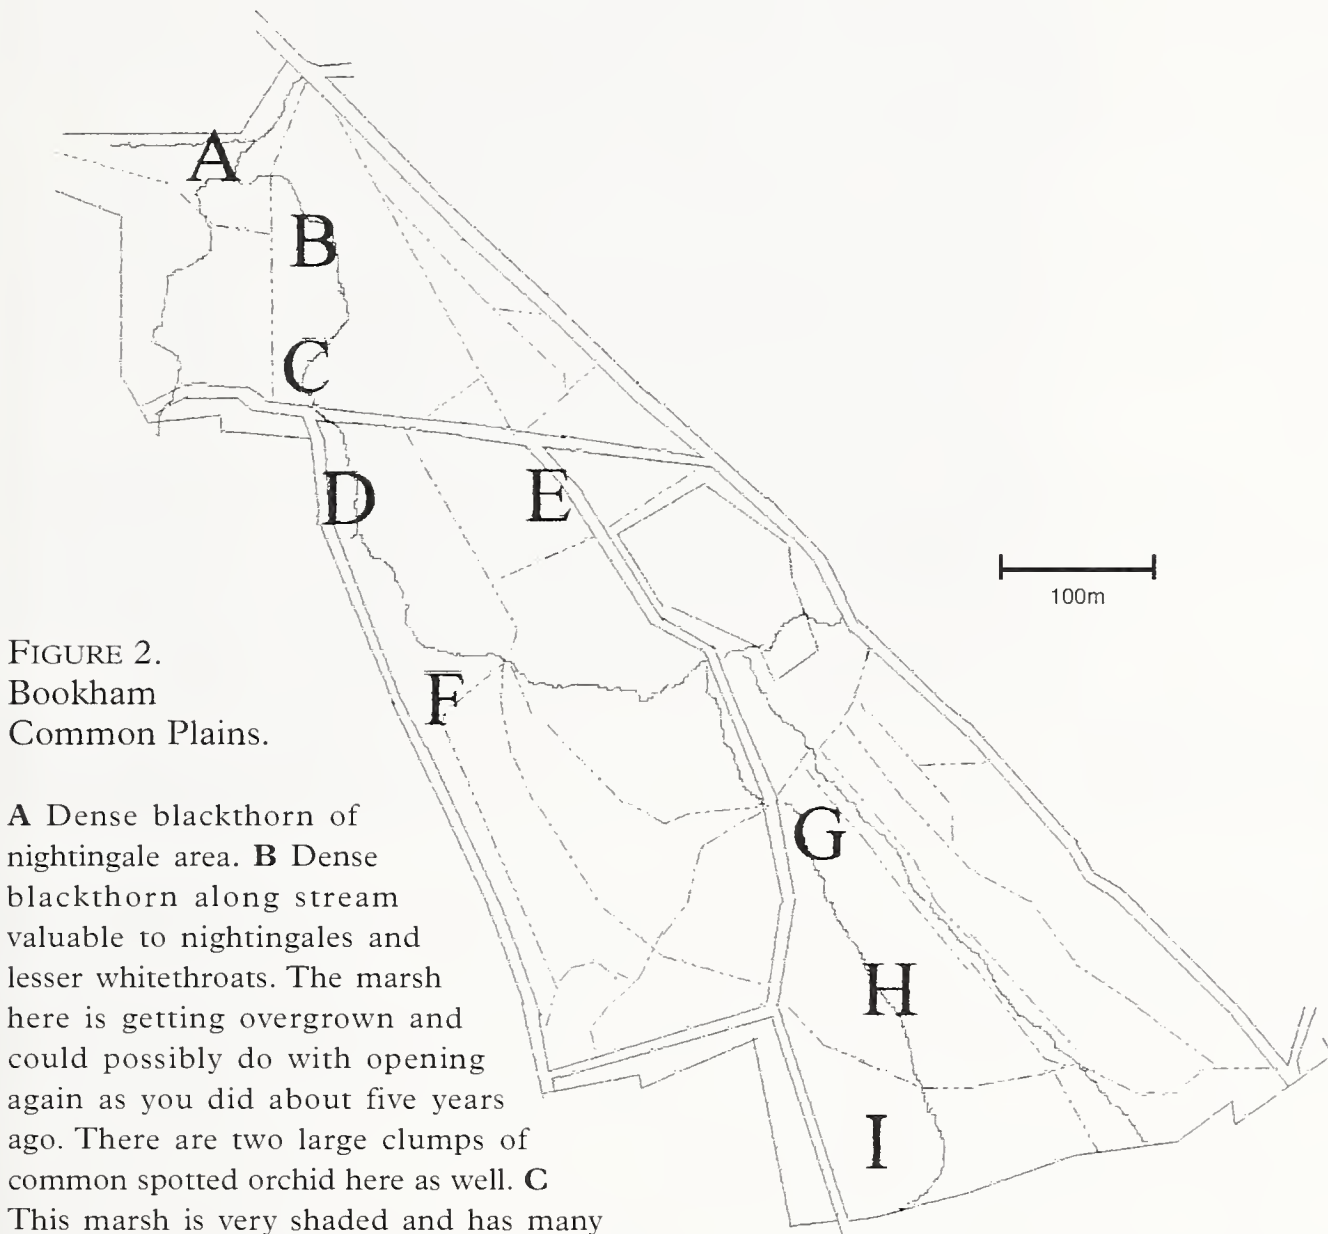 A
B
C
D
E
100m
FIGURE 2.
Bookham
Common Plains.
F
G
H
I
A Dense blackthorn of
nightingale area. B Dense
blackthorn along stream
valuable to nightingales and
lesser whitethroats. The marsh
here is getting overgrown and
could possibly do with opening
again as you did about five years
ago. There are two large clumps of
common spotted orchid here as well. C
This marsh is very shaded and has many